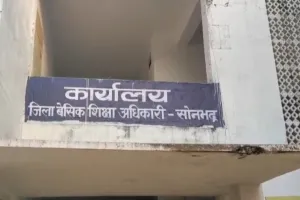 कार्यालय
जिला बेसिक शिक्षा अधिकारी - सोनभद्र